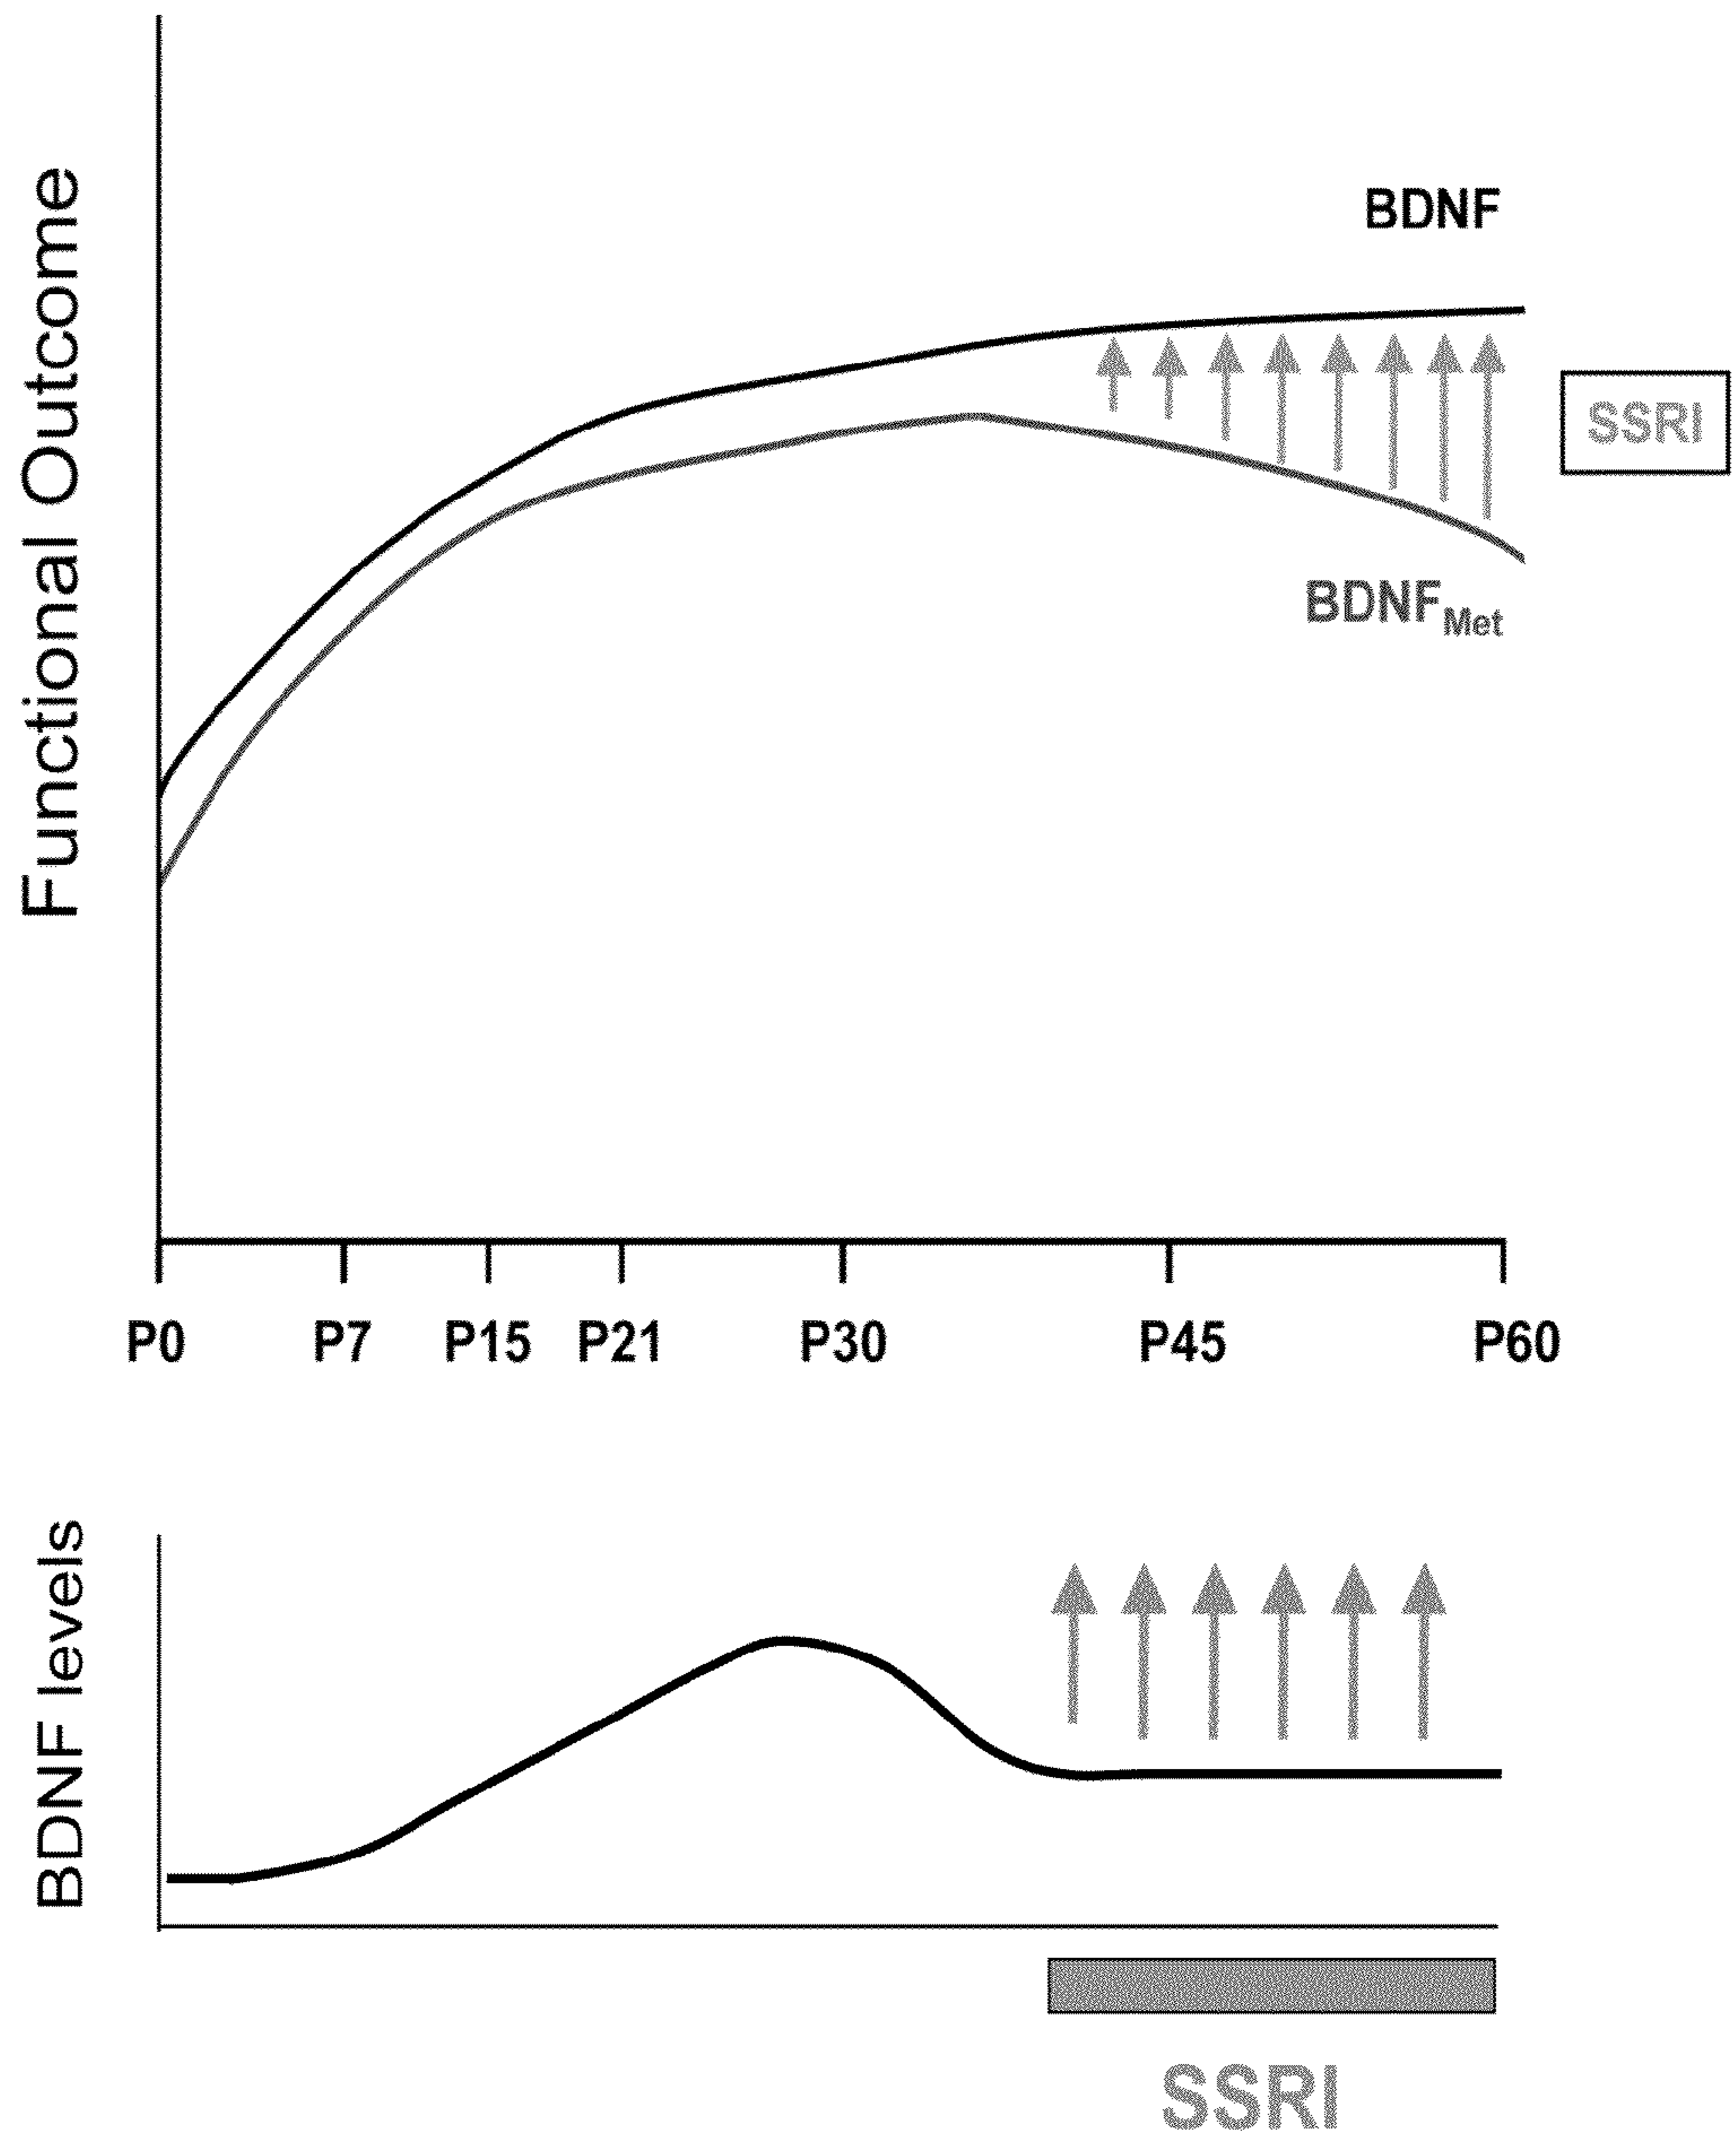 Functional Outcome
BDNF
SSRI
BDNFMet
P0 P7 P15 P21 P30 P45 P60
BDNF levels
SSRI